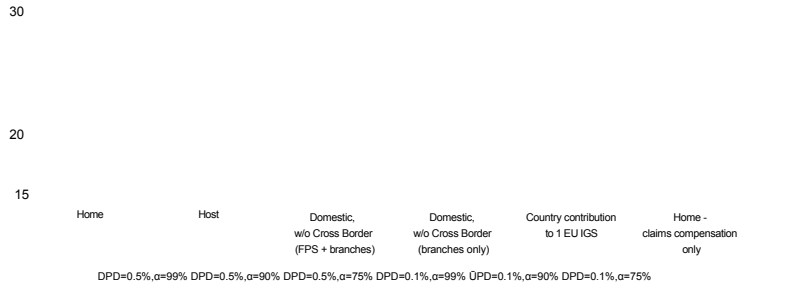 30
20
15
Home
Host
Domestic,
w/o Cross Border
(FPS + branches)
Domestic,
w/o Cross Border
(branches only)
Country contribution
to 1 EU IGS
Home -
claims compensation
only
DPD=0.5%,α=99% DPD=0.5%,α=90% DPD=0.5%,α=75% DPD=0.1%,α=99% ÜPD=0.1%,α=90% DPD=0.1%,α=75%